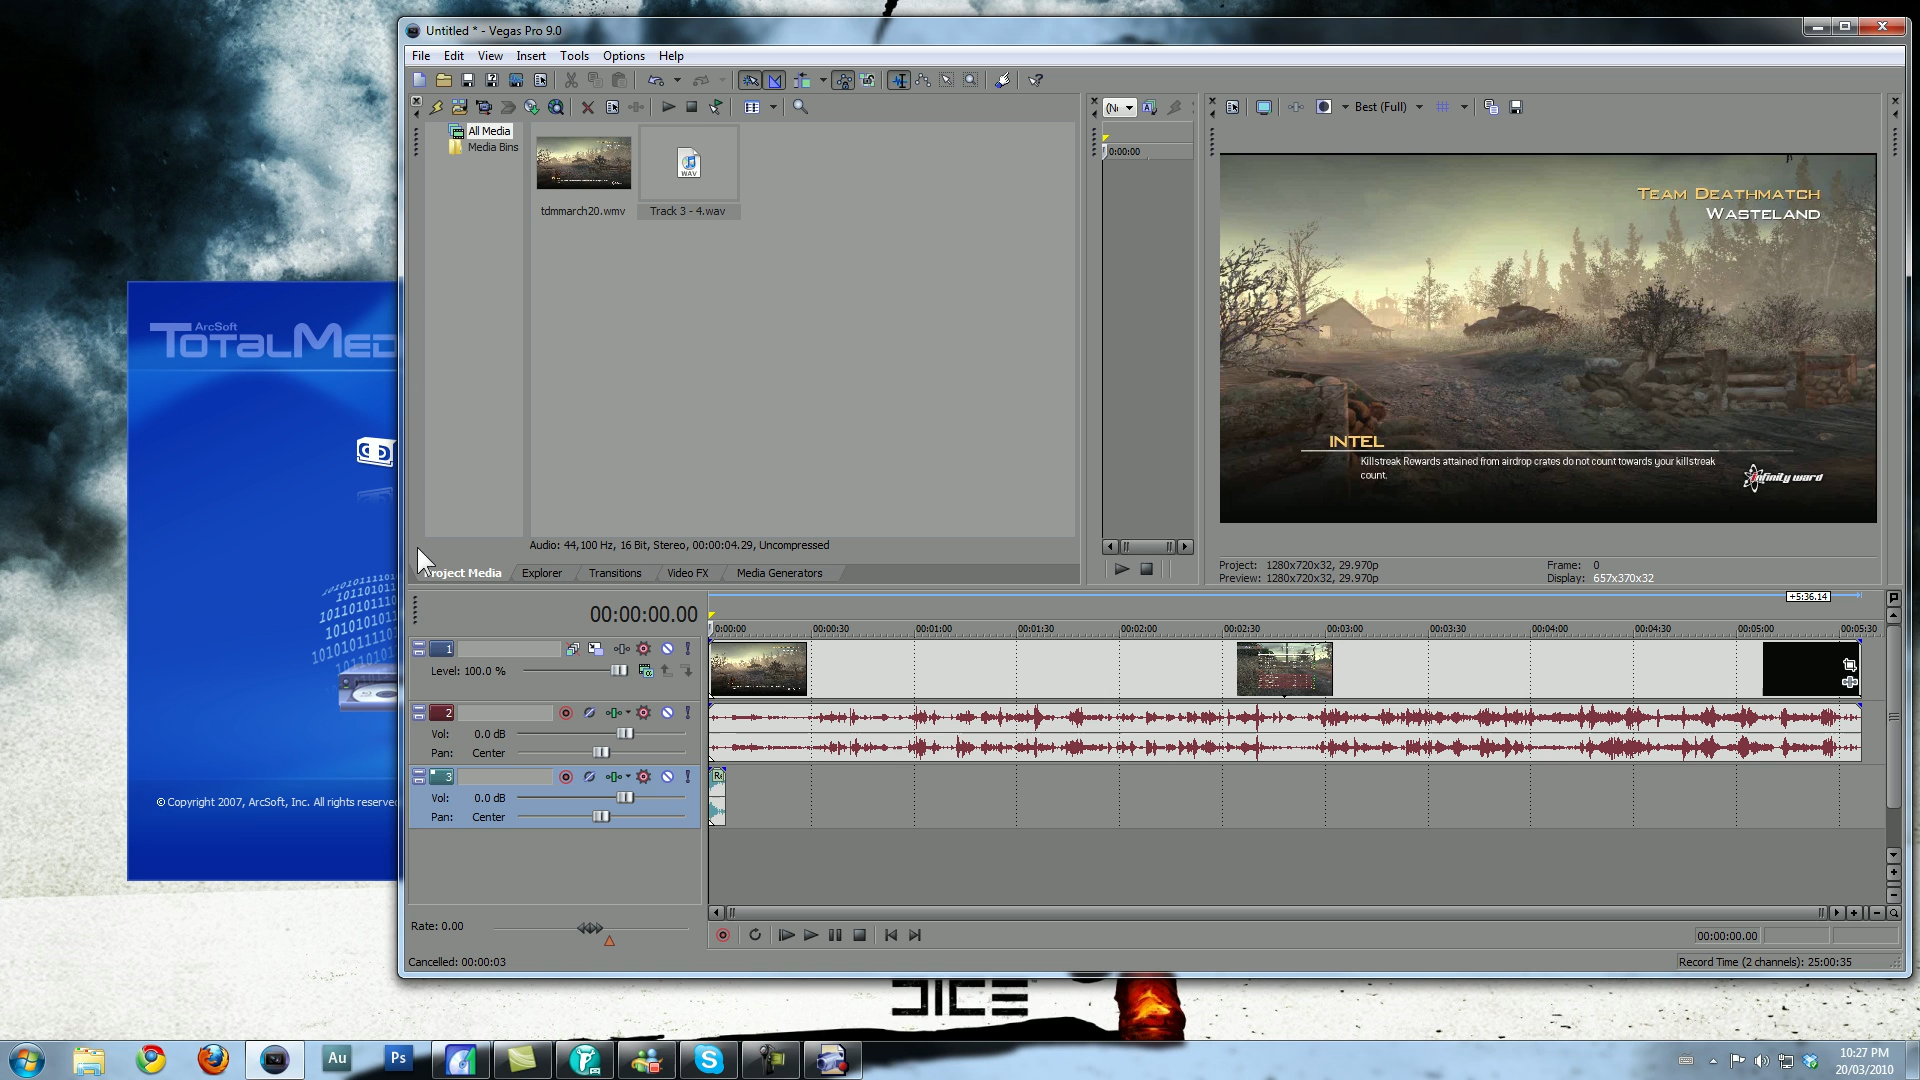 Untitled * - Vegas Pro 9.0
File Edit View Insert Tools Options Help
Best (Full)
All Media
Media Bins
WAV
tdmmarch20.wmv
Track 3 - 4.wav
0:00:00
Team Deathmatch
Wasteland
INTEL
Killstreak Rewards attained from airdrop crates do not count towards your killstreak
count.
infinity ward
Audio: 44,100 Hz, 16 Bit, Stereo, 00:00:04.29, Uncompressed
Project Media Explorer Transitions Video FX Media Generators
Project: 1280x720x32, 29.970p
Preview: 1280x720x32, 29.970p
Frame: 0
Display: 657x370x32
ArcSoft
© Copyright 2007, ArcSoft, Inc. All rights
00:00:00.00
+5:36.14
0:00:00 00:00:30 00:01:00 00:01:30 00:02:00 00:02:30 00:03:00 00:03:30 00:04:00 00:04:30 00:05:00 00:05:30
1
Level: 100.0 %
2
Vol: 0.0 dB
Pan: Center
3
Vol: 0.0 dB
Pan: Center
Rate: 0.00
00:00:00.00
Cancelled: 00:00:03
Record Time (2 channels): 25:00:35
DICE
Au
Ps
10:27 PM
20/03/2010